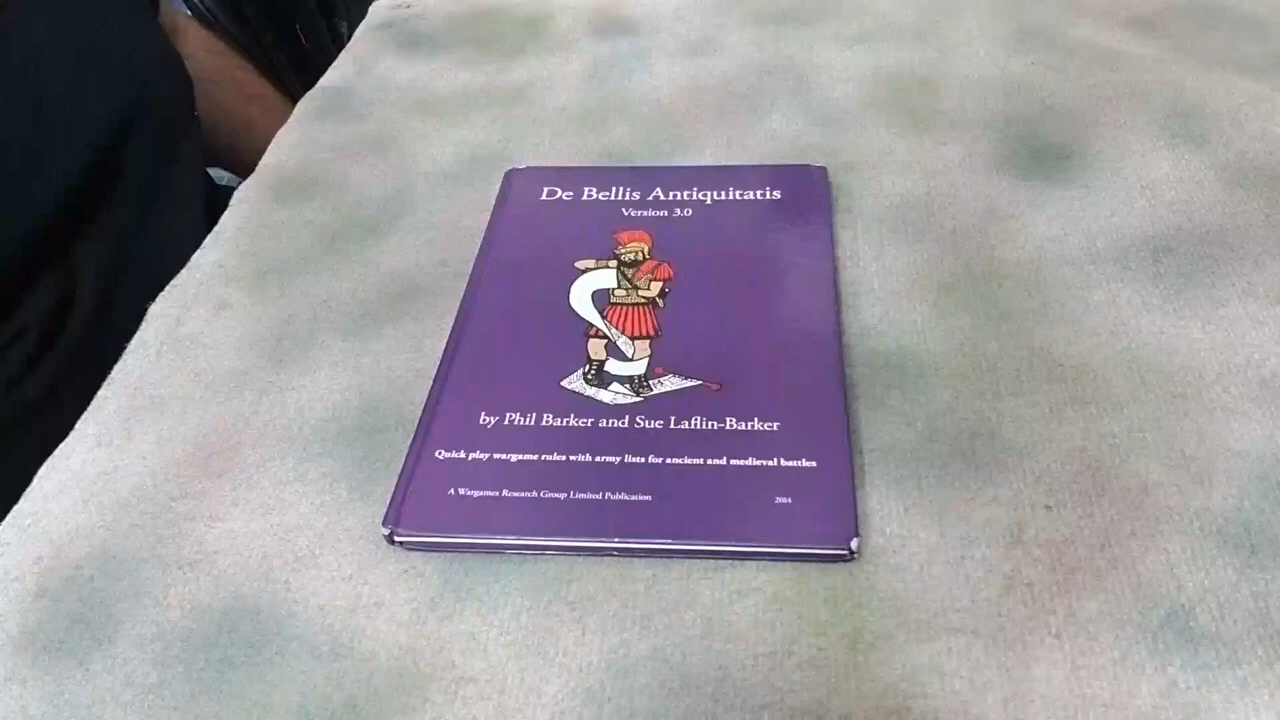 De Bellis Antiquitatis
Version 3.0
by Phil Barker and Sue Laflin-Barker
Quick play wargame rules with army lists for ancient and medieval battles
A Wargames Research Group Limited Publication
2014